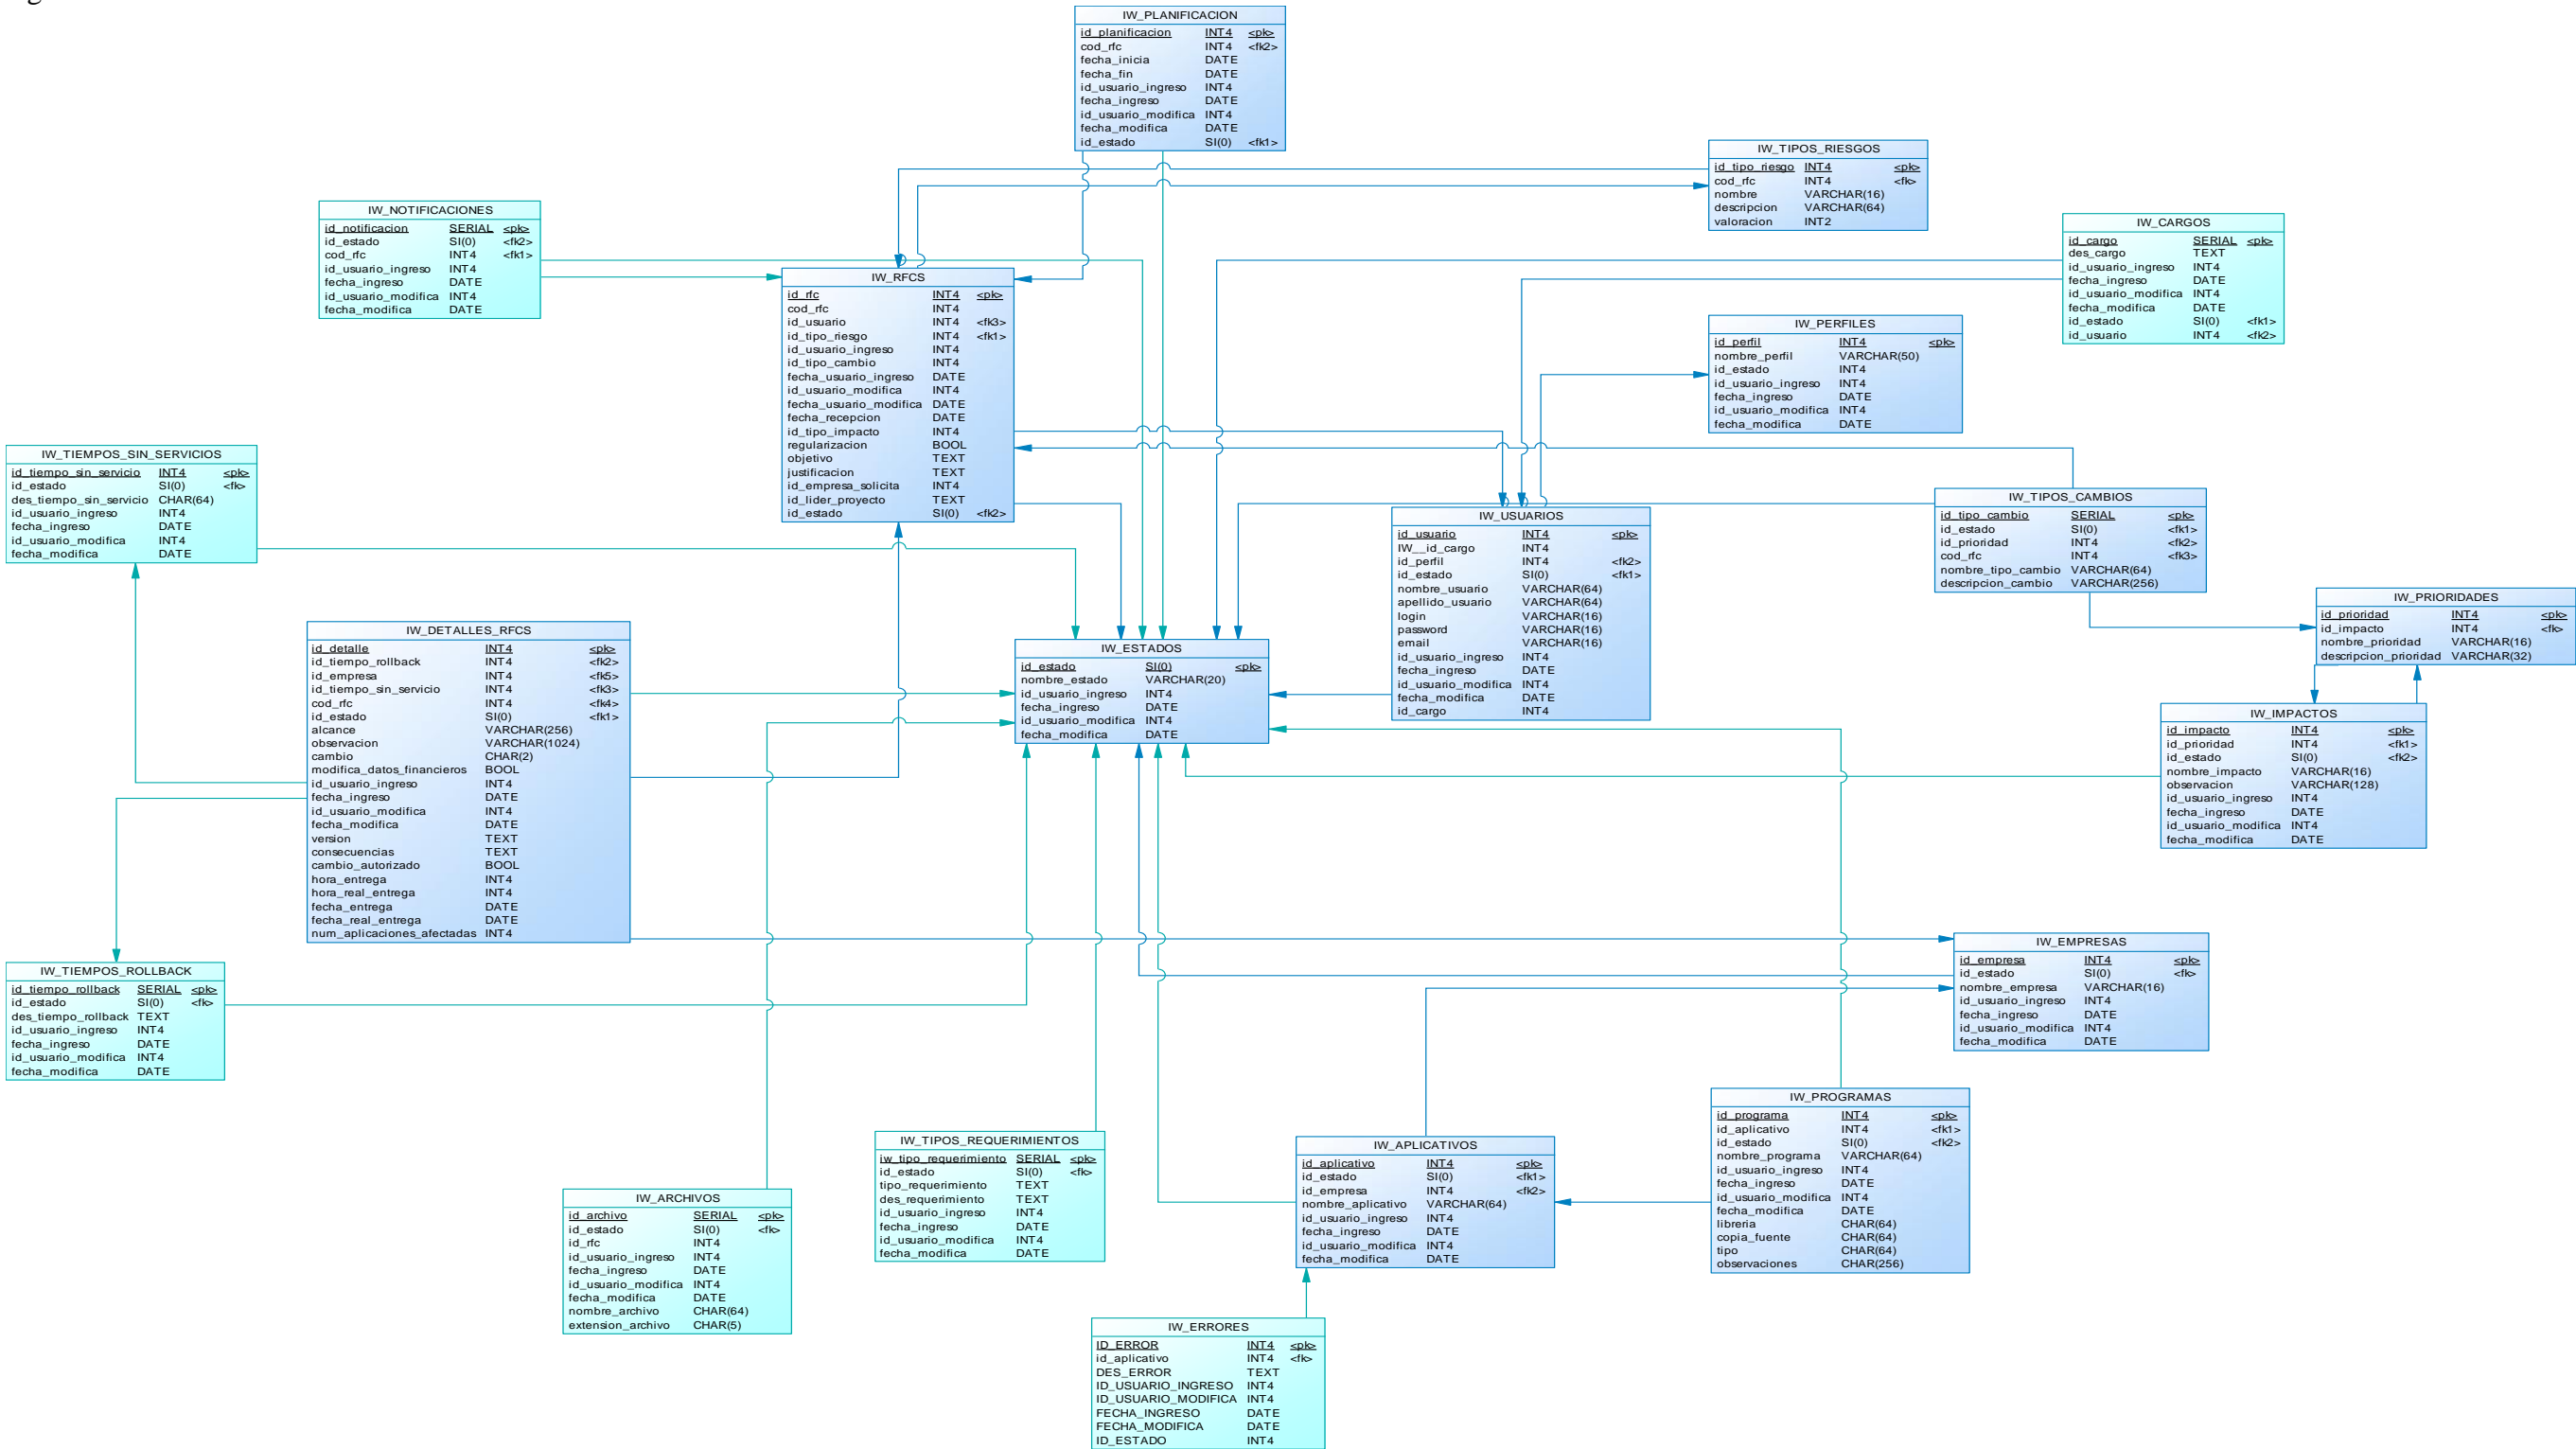 IW_PLANIFICACION
id_planificacion INT4 <pk>
cod_rfc INT4 <fk2>
fecha_inicia DATE
fecha_fin DATE
id_usuario_ingreso INT4
fecha_ingreso DATE
id_usuario_modifica INT4
fecha_modifica DATE
id_estado SI(0) <fk1>
IW_TIPOS_RIESGOS
id_tipo_riesgo INT4 <pk>
cod_rfc INT4 <fk>
nombre VARCHAR(16)
descripcion VARCHAR(64)
valoracion INT2
IW_NOTIFICACIONES
id_notificacion SERIAL <pk>
id_estado SI(0) <fk2>
cod_rfc INT4 <fk1>
id_usuario_ingreso INT4
fecha_ingreso DATE
id_usuario_modifica INT4
fecha_modifica DATE
IW_CARGOS
id_cargo SERIAL <pk>
des_cargo TEXT
id_usuario_ingreso INT4
fecha_ingreso DATE
id_usuario_modifica INT4
fecha_modifica DATE
id_estado SI(0) <fk1>
id_usuario INT4 <fk2>
IW_RFCS
id_rfc INT4 <pk>
cod_rfc INT4
id_usuario INT4 <fk3>
id_tipo_riesgo INT4 <fk1>
id_usuario_ingreso INT4
id_tipo_cambio INT4
fecha_usuario_ingreso DATE
id_usuario_modifica INT4
fecha_usuario_modifica DATE
fecha_recepcion DATE
id_tipo_impacto INT4
regularizacion BOOL
objetivo TEXT
justificacion TEXT
id_empresa_solicita INT4
id_lider_proyecto TEXT
id_estado SI(0) <fk2>
IW_PERFILES
id_perfil INT4 <pk>
nombre_perfil VARCHAR(50)
id_estado INT4
id_usuario_ingreso INT4
fecha_ingreso DATE
id_usuario_modifica INT4
fecha_modifica DATE
IW_TIEMPOS_SIN_SERVICIOS
id_tiempo_sin_servicio INT4 <pk>
id_estado SI(0) <fk>
des_tiempo_sin_servicio CHAR(64)
id_usuario_ingreso INT4
fecha_ingreso DATE
id_usuario_modifica INT4
fecha_modifica DATE
IW_TIPOS_CAMBIOS
id_tipo_cambio SERIAL <pk>
id_estado SI(0) <fk1>
id_prioridad INT4 <fk2>
cod_rfc INT4 <fk3>
nombre_tipo_cambio VARCHAR(64)
descripcion_cambio VARCHAR(256)
IW_USUARIOS
id_usuario INT4 <pk>
IW__id_cargo INT4
id_perfil INT4 <fk2>
id_estado SI(0) <fk1>
nombre_usuario VARCHAR(64)
apellido_usuario VARCHAR(64)
login VARCHAR(16)
password VARCHAR(16)
email VARCHAR(16)
id_usuario_ingreso INT4
fecha_ingreso DATE
id_usuario_modifica INT4
fecha_modifica DATE
id_cargo INT4
IW_PRIORIDADES
id_prioridad INT4 <pk>
id_impacto INT4 <fk>
nombre_prioridad VARCHAR(16)
descripcion_prioridad VARCHAR(32)
IW_DETALLES_RFCS
id_detalle INT4 <pk>
id_tiempo_rollback INT4 <fk2>
id_empresa INT4 <fk5>
id_tiempo_sin_servicio INT4 <fk3>
cod_rfc INT4 <fk4>
id_estado SI(0) <fk1>
alcance VARCHAR(256)
observacion VARCHAR(1024)
cambio CHAR(2)
modifica_datos_financieros BOOL
id_usuario_ingreso INT4
fecha_ingreso DATE
id_usuario_modifica INT4
fecha_modifica DATE
version TEXT
consecuencias TEXT
cambio_autorizado BOOL
hora_entrega INT4
hora_real_entrega INT4
fecha_entrega DATE
fecha_real_entrega DATE
num_aplicaciones_afectadas INT4
IW_ESTADOS
id_estado SI(0) <pk>
nombre_estado VARCHAR(20)
id_usuario_ingreso INT4
fecha_ingreso DATE
id_usuario_modifica INT4
fecha_modifica DATE
IW_IMPACTOS
id_impacto INT4 <pk>
id_prioridad INT4 <fk1>
id_estado SI(0) <fk2>
nombre_impacto VARCHAR(16)
observacion VARCHAR(128)
id_usuario_ingreso INT4
fecha_ingreso DATE
id_usuario_modifica INT4
fecha_modifica DATE
IW_EMPRESAS
id_empresa INT4 <pk>
id_estado SI(0) <fk>
nombre_empresa VARCHAR(16)
id_usuario_ingreso INT4
fecha_ingreso DATE
id_usuario_modifica INT4
fecha_modifica DATE
IW_TIEMPOS_ROLLBACK
id_tiempo_rollback SERIAL <pk>
id_estado SI(0) <fk>
des_tiempo_rollback TEXT
id_usuario_ingreso INT4
fecha_ingreso DATE
id_usuario_modifica INT4
fecha_modifica DATE
IW_PROGRAMAS
id_programa INT4 <pk>
id_aplicativo INT4 <fk1>
id_estado SI(0) <fk2>
nombre_programa VARCHAR(64)
id_usuario_ingreso INT4
fecha_ingreso DATE
id_usuario_modifica INT4
fecha_modifica DATE
libreria CHAR(64)
copia_fuente CHAR(64)
tipo CHAR(64)
observaciones CHAR(256)
IW_TIPOS_REQUERIMIENTOS
iw_tipo_requerimiento SERIAL <pk>
id_estado SI(0) <fk>
tipo_requerimiento TEXT
des_requerimiento TEXT
id_usuario_ingreso INT4
fecha_ingreso DATE
id_usuario_modifica INT4
fecha_modifica DATE
IW_APLICATIVOS
id_aplicativo INT4 <pk>
id_estado SI(0) <fk1>
id_empresa INT4 <fk2>
nombre_aplicativo VARCHAR(64)
id_usuario_ingreso INT4
fecha_ingreso DATE
id_usuario_modifica INT4
fecha_modifica DATE
IW_ARCHIVOS
id_archivo SERIAL <pk>
id_estado SI(0) <fk>
id_rfc INT4
id_usuario_ingreso INT4
fecha_ingreso DATE
id_usuario_modifica INT4
fecha_modifica DATE
nombre_archivo CHAR(64)
extension_archivo CHAR(5)
IW_ERRORES
ID_ERROR INT4 <pk>
id_aplicativo INT4 <fk>
DES_ERROR TEXT
ID_USUARIO_INGRESO INT4
ID_USUARIO_MODIFICA INT4
FECHA_INGRESO DATE
FECHA_MODIFICA DATE
ID_ESTADO INT4